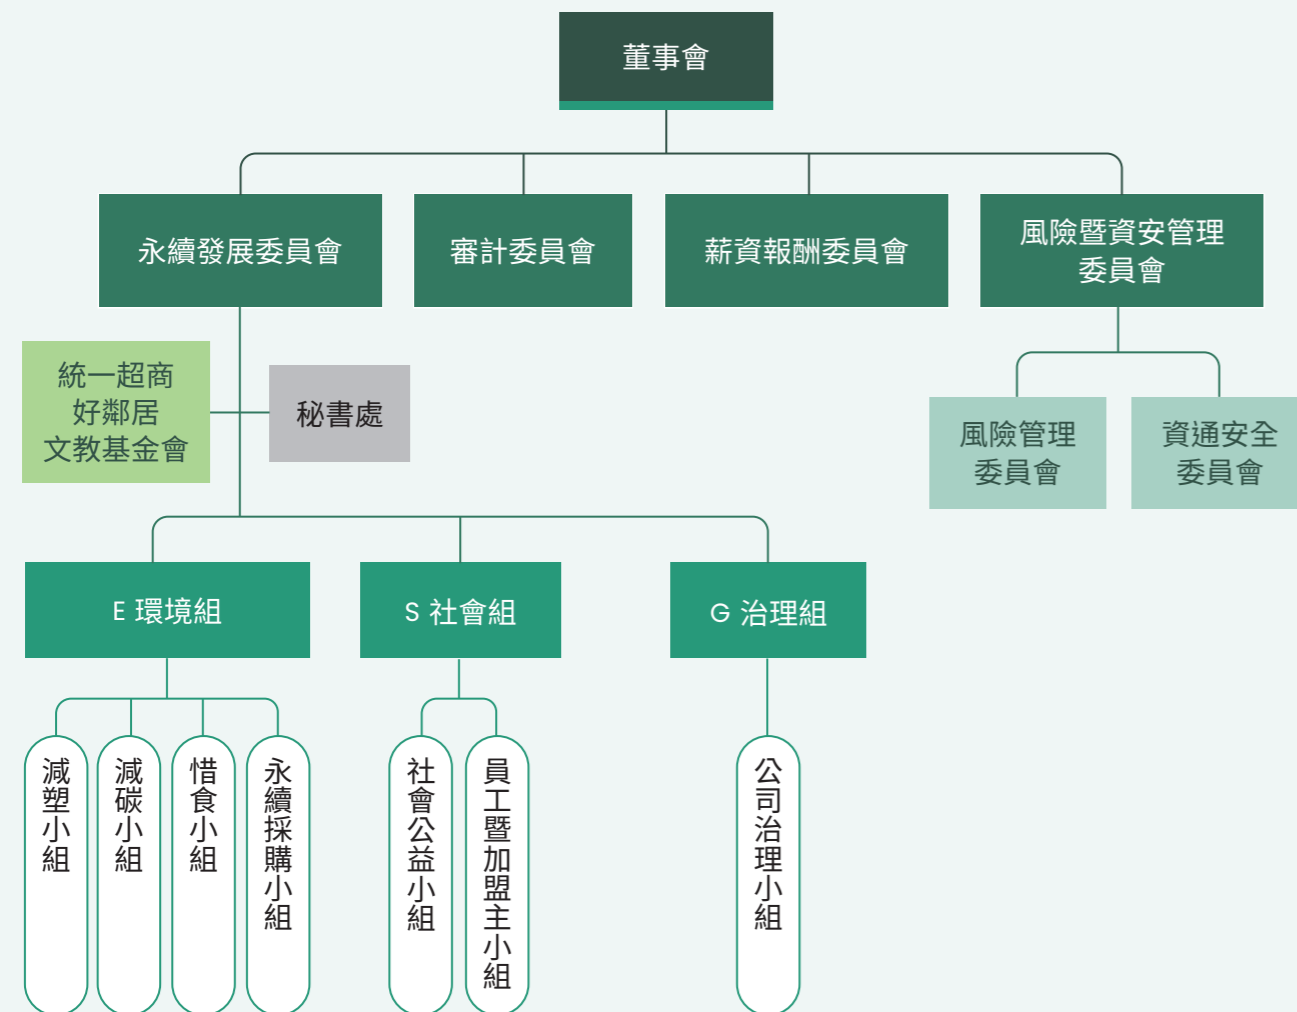 董事會
永續發展委員會
審計委員會
薪資報酬委員會
風險暨資安管理
委員會
統一超商
好鄰居
文教基金會
秘書處
風險管理
委員會
資通安全
委員會
E 環境組
S 社會組
G 治理組
減塑小組
減碳小組
惜食小組
永續採購小組
社會公益小組
員工暨加盟主小組
公司治理小組